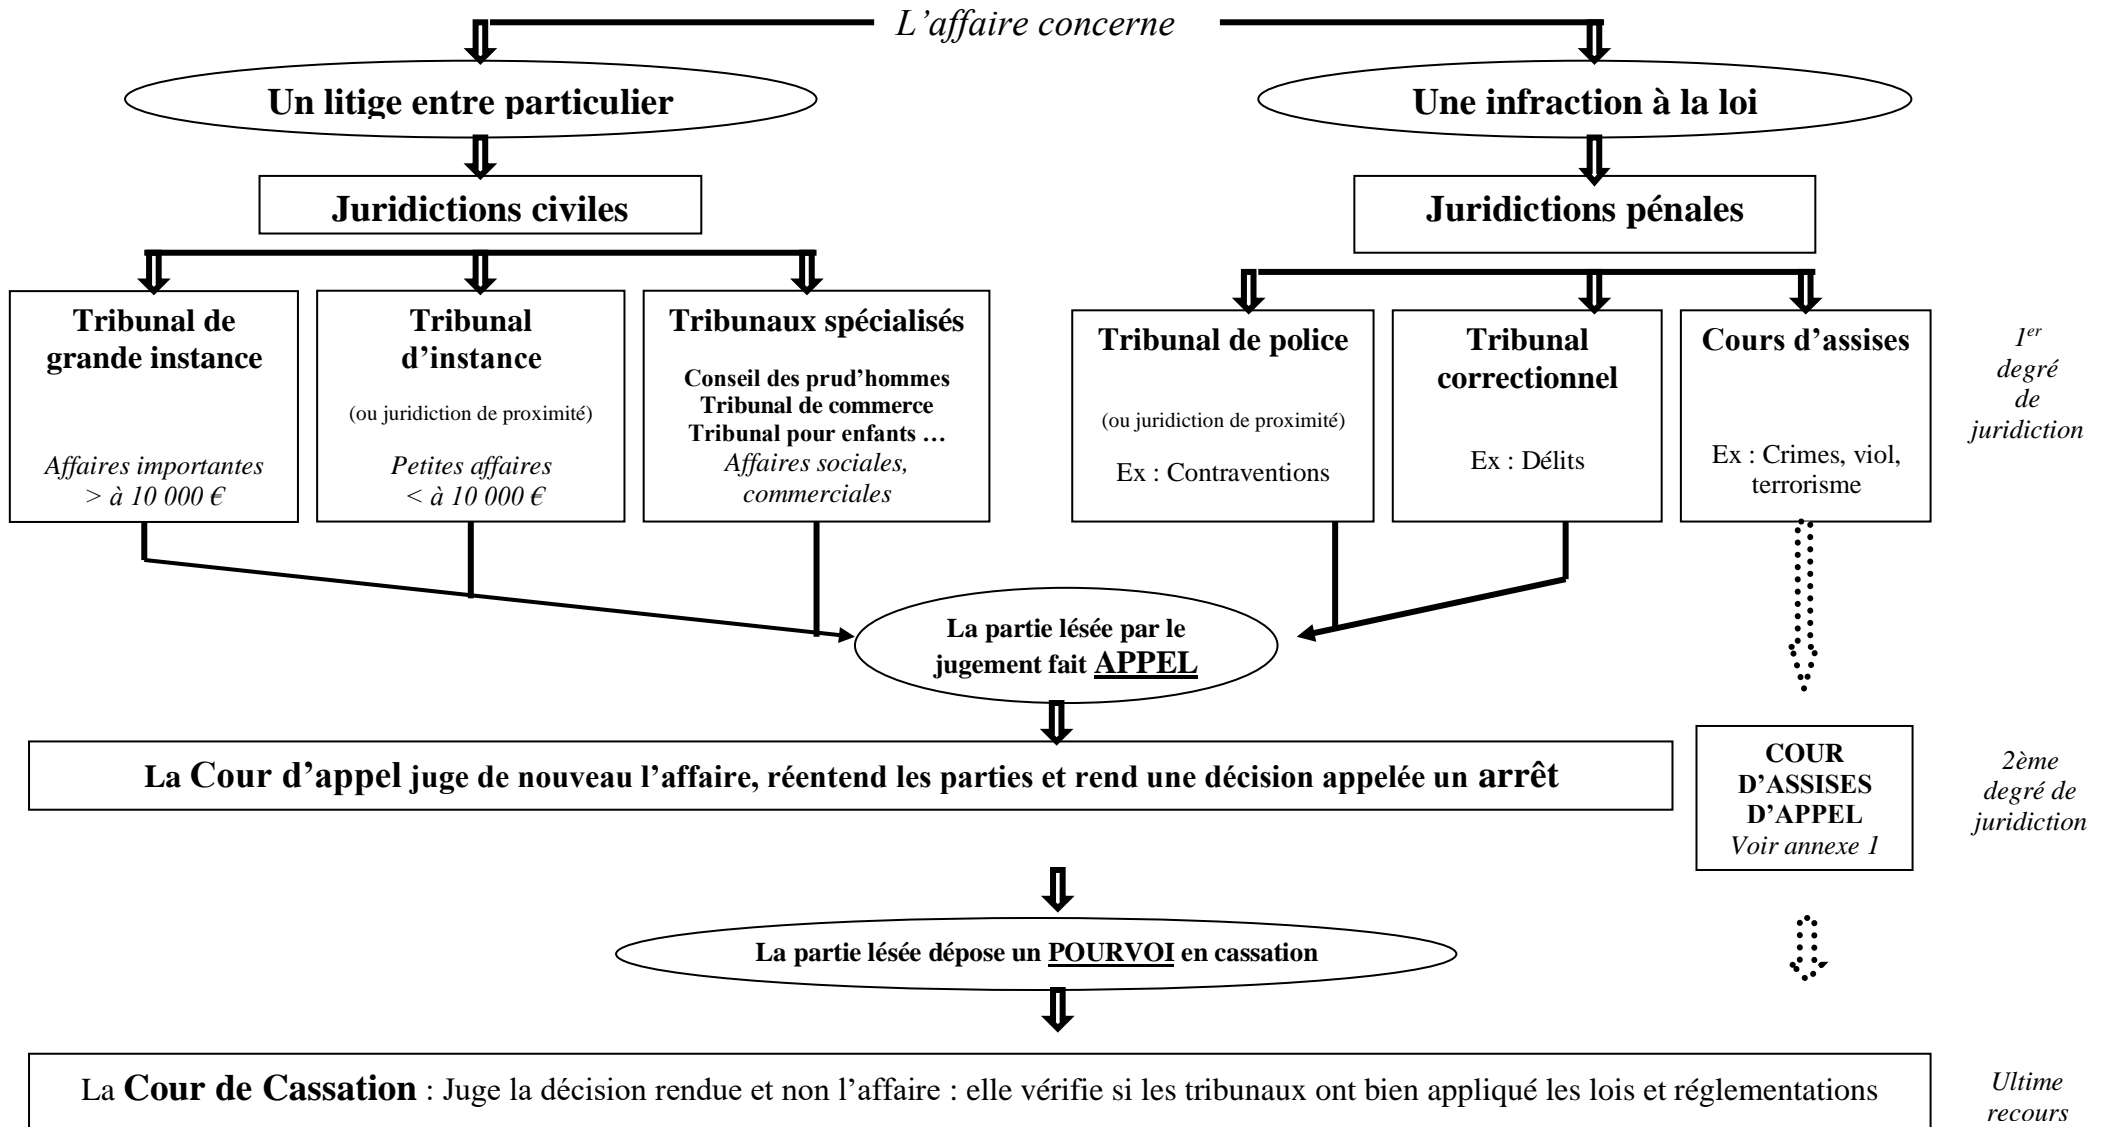 L’affaire concerne
Un litige entre particulier
Une infraction à la loi
Juridictions civiles
Juridictions pénales
Tribunal de
grande instance
Affaires importantes
> à 10 000 €
Tribunal
d’instance
(ou juridiction de proximité)
Petites affaires
< à 10 000 €
Tribunaux spécialisés
Conseil des prud’hommes
Tribunal de commerce
Tribunal pour enfants …
Affaires sociales,
commerciales
Tribunal de police
(ou juridiction de proximité)
Ex : Contraventions
Tribunal
correctionnel
Ex : Délits
Cours d’assises
Ex : Crimes, viol,
terrorisme
1er
degré
de
juridiction
La partie lésée par le
jugement fait APPEL
La Cour d’appel juge de nouveau l’affaire, réentend les parties et rend une décision appelée un arrêt
COUR
D’ASSISES
D’APPEL
Voir annexe 1
2ème
degré de
juridiction
La partie lésée dépose un POURVOI en cassation
La Cour de Cassation : Juge la décision rendue et non l’affaire : elle vérifie si les tribunaux ont bien appliqué les lois et réglementations
Ultime
recours